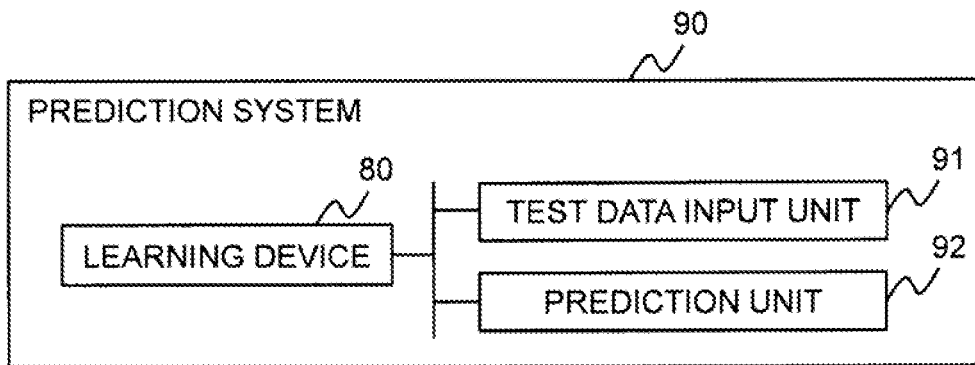 90
PREDICTION SYSTEM
80
91
LEARNING DEVICE
TEST DATA INPUT UNIT
92
PREDICTION UNIT